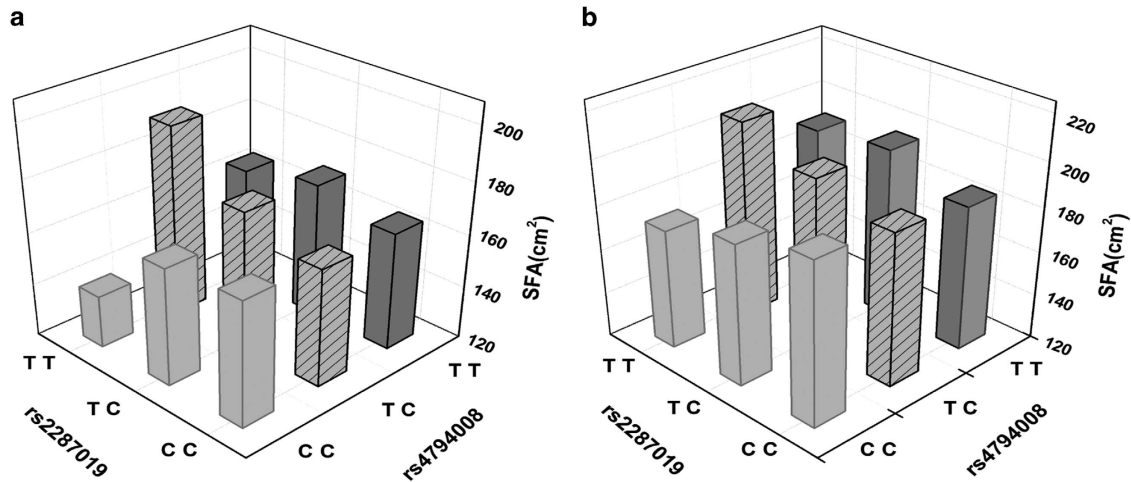 a
200
180
160
140
120
SFA(cm²)
T T
T C
C C
rs2287019
C C
T C
T T
rs4794008
b
220
200
180
160
140
120
SFA(cm²)
T T
T C
C C
rs2287019
C C
T C
T T
rs4794008